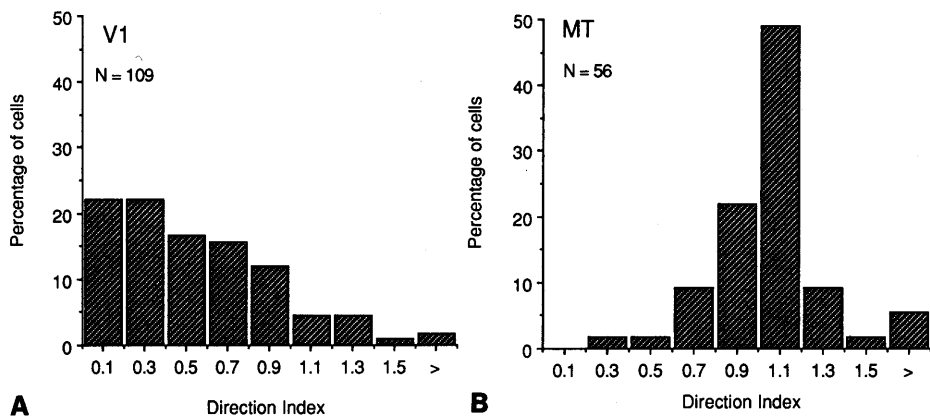 50
40
30
20
10
0
Percentage of cells
V1
N = 109
0.1 0.3 0.5 0.7 0.9 1.1 1.3 1.5 >
Direction Index
A
50
40
30
20
10
0
Percentage of cells
MT
N = 56
0.1 0.3 0.5 0.7 0.9 1.1 1.3 1.5 >
Direction Index
B